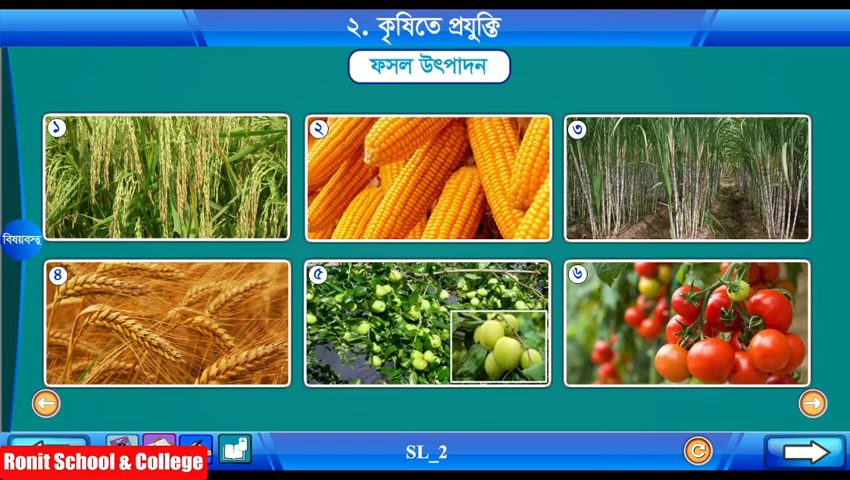 ২. কৃষিতে প্রযুক্তি
ফসল উৎপাদন
১
২
৩
৪
৫
৬
বিষয়বস্তু
SL_2
Ronit School & College